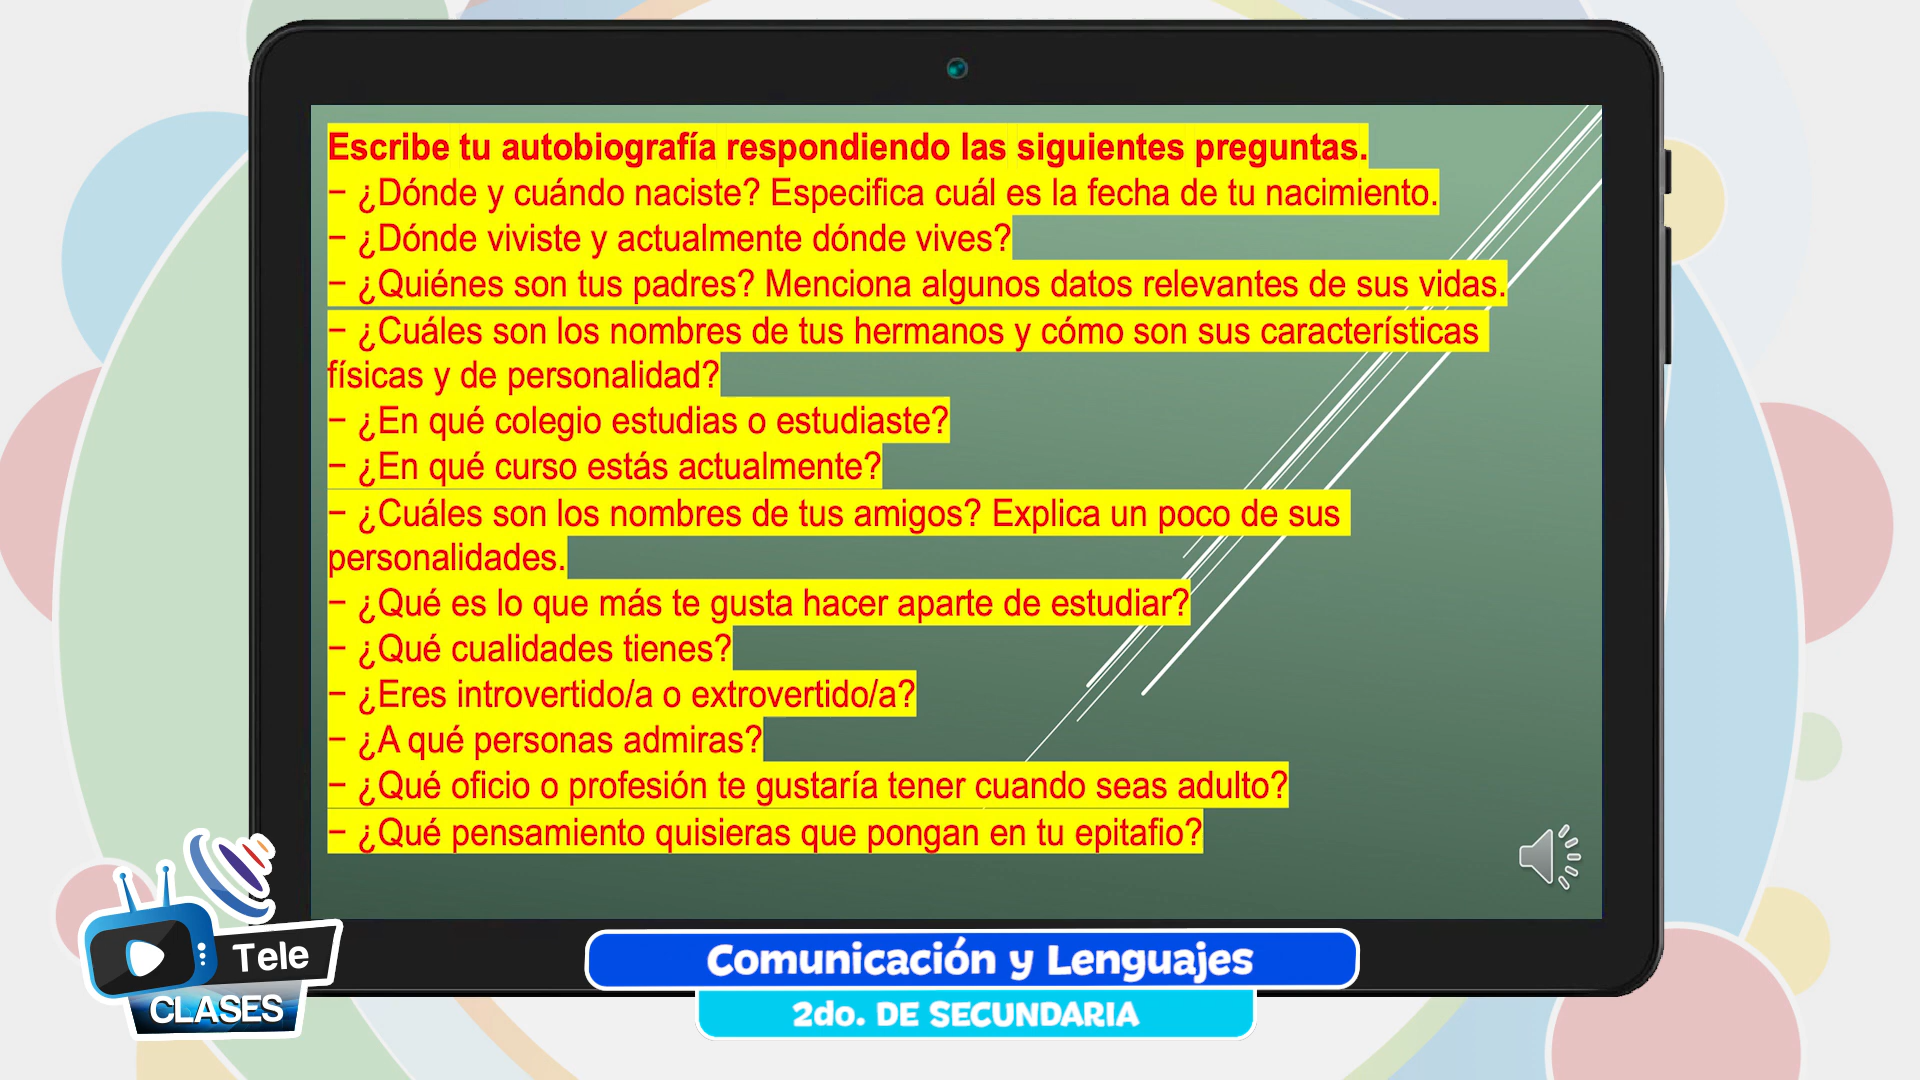 Escribe tu autobiografía respondiendo las siguientes preguntas.
– ¿Dónde y cuándo naciste? Especifica cuál es la fecha de tu nacimiento.
– ¿Dónde viviste y actualmente dónde vives?
– ¿Quiénes son tus padres? Menciona algunos datos relevantes de sus vidas.
– ¿Cuáles son los nombres de tus hermanos y cómo son sus características
físicas y de personalidad?
– ¿En qué colegio estudias o estudiaste?
– ¿En qué curso estás actualmente?
– ¿Cuáles son los nombres de tus amigos? Explica un poco de sus
personalidades.
– ¿Qué es lo que más te gusta hacer aparte de estudiar?
– ¿Qué cualidades tienes?
– ¿Eres introvertido/a o extrovertido/a?
– ¿A qué personas admiras?
– ¿Qué oficio o profesión te gustaría tener cuando seas adulto?
– ¿Qué pensamiento quisieras que pongan en tu epitafio?
Tele
CLASES
Comunicación y Lenguajes
2do. DE SECUNDARIA